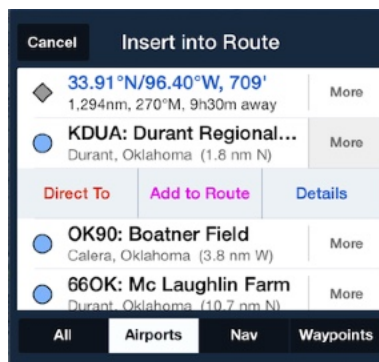 Cancel Insert into Route
33.91°N/96.40°W, 709' More
1,294nm, 270°M, 9h30m away
KDUA: Durant Regional... More
Durant, Oklahoma (1.8 nm N)
Direct To Add to Route Details
OK90: Boatner Field More
Calera, Oklahoma (3.8 nm W)
66OK: Mc Laughlin Farm More
Durant, Oklahoma (10.7 nm N)
All Airports Nav Waypoints